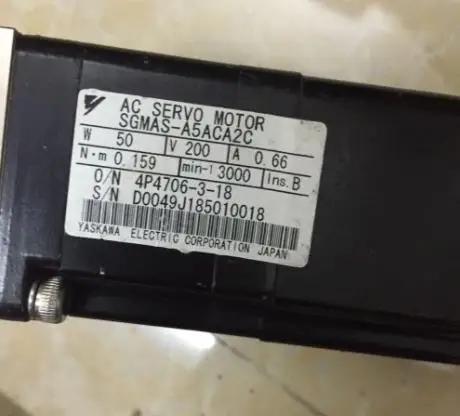 AC SERVO MOTOR
SGMAS-A5ACA2C
W 50 V 200 A 0.66
N·m 0.159 min-1 3000 Ins. B
O/N 4P4706-3-18
S/N D0049J185010018
YASKAWA ELECTRIC CORPORATION JAPAN